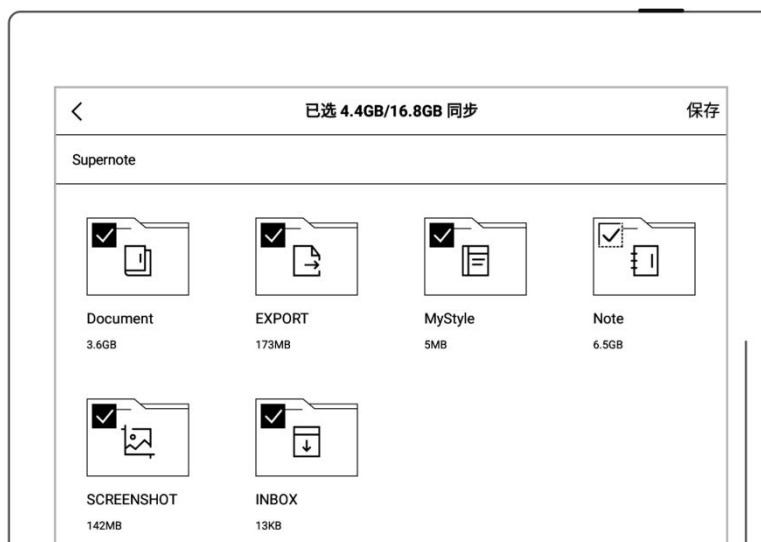 已选 4.4GB/16.8GB 同步
保存
Supernote
Document
EXPORT
MyStyle
Note
3.6GB
173MB
5MB
6.5GB
SCREENSHOT
INBOX
142MB
13KB